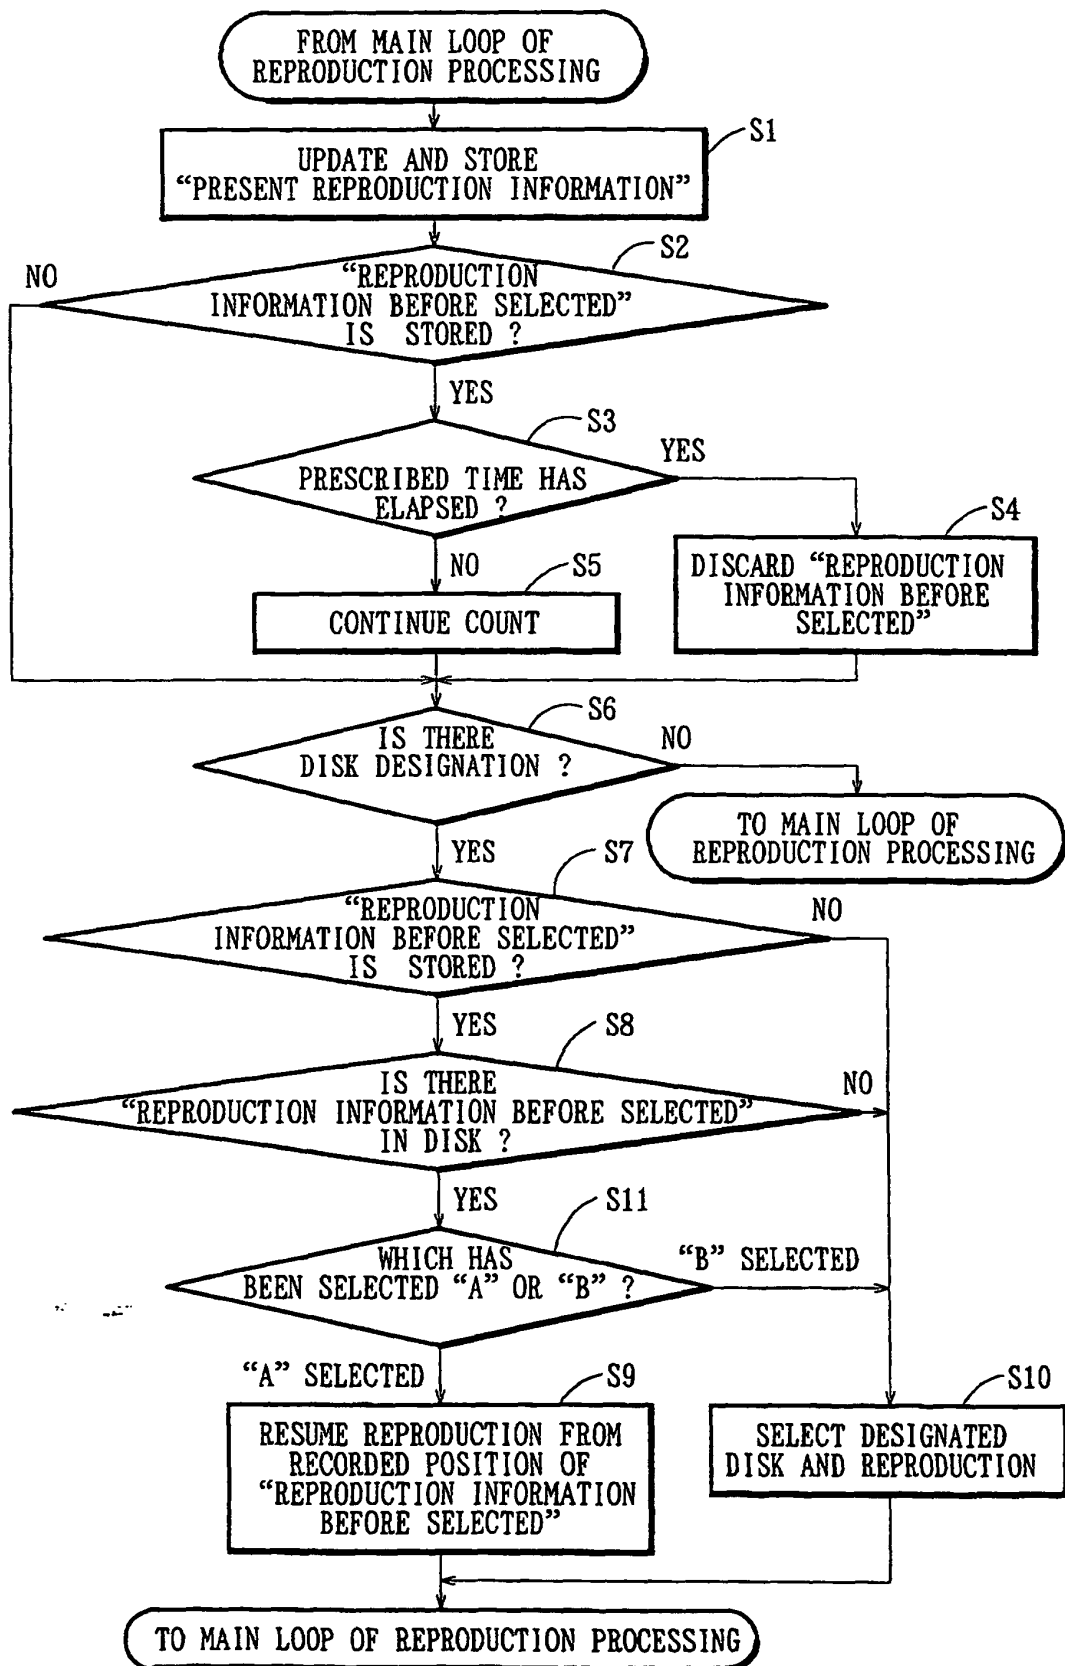 FROM MAIN LOOP OF
REPRODUCTION PROCESSING
S1
UPDATE AND STORE
“PRESENT REPRODUCTION INFORMATION”
S2
NO
“REPRODUCTION
INFORMATION BEFORE SELECTED”
IS STORED ?
YES
S3
YES
PRESCRIBED TIME HAS
ELAPSED ?
S4
NO
S5
DISCARD “REPRODUCTION
INFORMATION BEFORE
SELECTED”
CONTINUE COUNT
S6
IS THERE
DISK DESIGNATION ?
NO
TO MAIN LOOP OF
REPRODUCTION PROCESSING
YES
S7
“REPRODUCTION
INFORMATION BEFORE SELECTED”
IS STORED ?
NO
YES
S8
IS THERE
“REPRODUCTION INFORMATION BEFORE SELECTED”
IN DISK ?
NO
YES
S11
WHICH HAS
BEEN SELECTED “A” OR “B” ?
“B” SELECTED
“A” SELECTED
S9
S10
RESUME REPRODUCTION FROM
RECORDED POSITION OF
“REPRODUCTION INFORMATION
BEFORE SELECTED”
SELECT DESIGNATED
DISK AND REPRODUCTION
TO MAIN LOOP OF REPRODUCTION PROCESSING